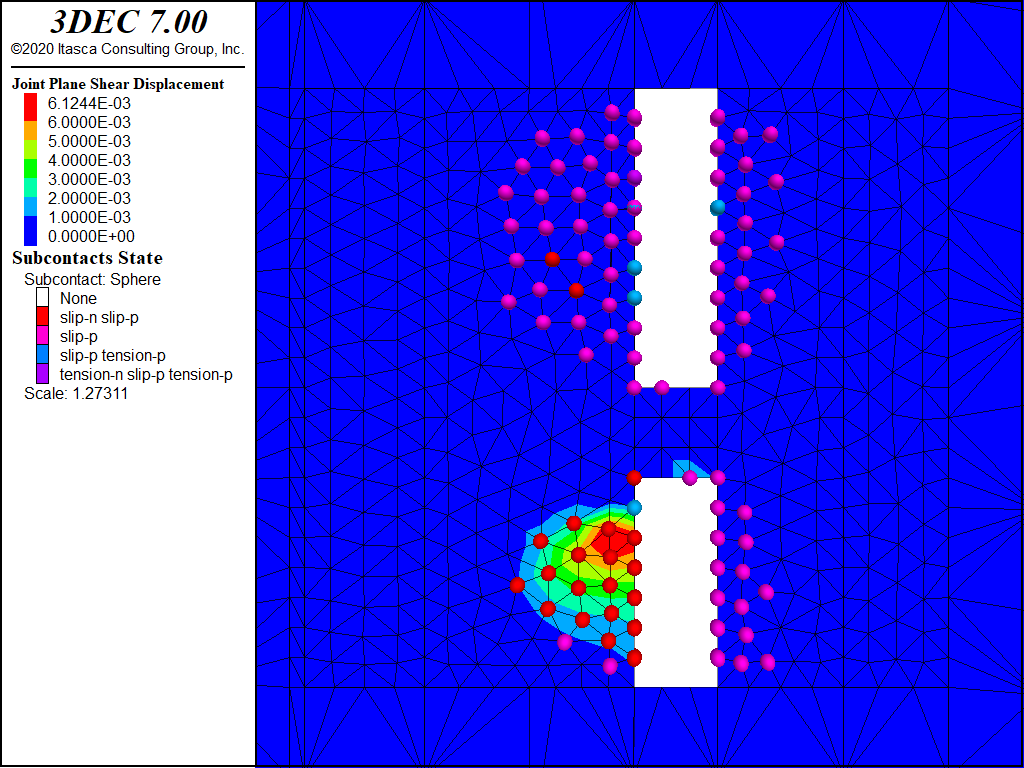 3DEC 7.00
©2020 Itasca Consulting Group, Inc.
Joint Plane Shear Displacement
6.1244E-03
6.0000E-03
5.0000E-03
4.0000E-03
3.0000E-03
2.0000E-03
1.0000E-03
0.0000E+00
Subcontacts State
Subcontact: Sphere
None
slip-n slip-p
slip-p
slip-p tension-p
tension-n slip-p tension-p
Scale: 1.27311